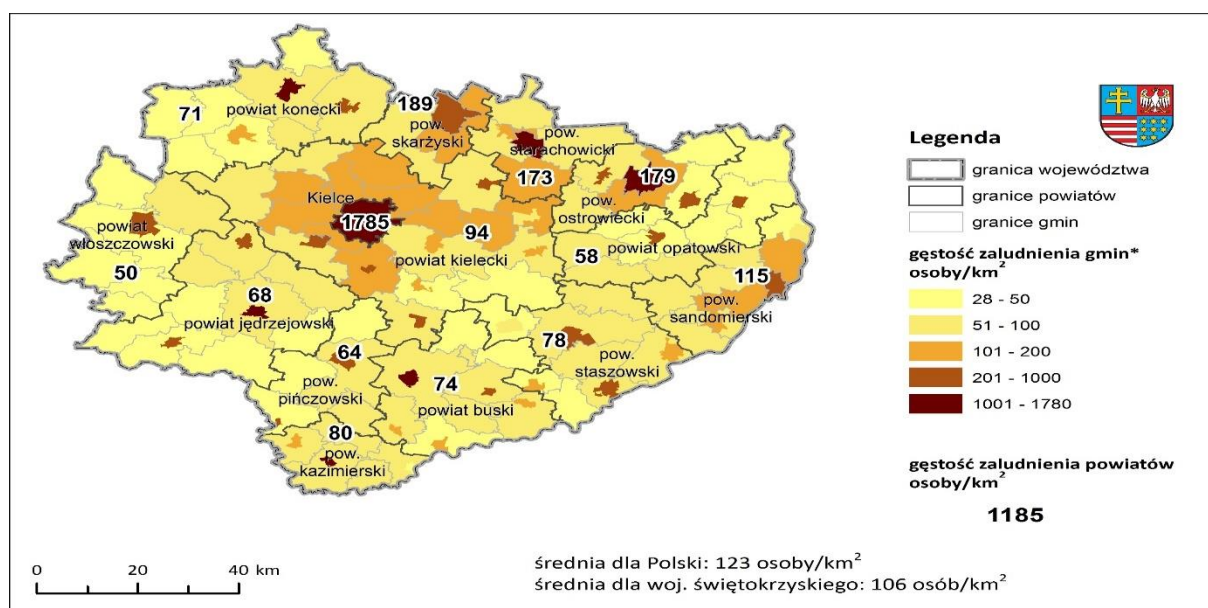 71
powiat konecki
189
pow.
skarżyski
pow.
starachowicki
173
179
pow.
ostrowiecki
Kielce
1785
94
powiat kielecki
powiat
włoszczowski
50
58
powiat opatowski
115
pow.
sandomierski
68
powiat jędrzejowski
64
pow.
pińczowski
78
pow.
staszowski
74
powiat buski
80
pow.
kazimierski
Legenda
granica województwa
granice powiatów
granice gmin
gęstość zaludnienia gmin*
osoby/km²
28 - 50
51 - 100
101 - 200
201 - 1000
1001 - 1780
gęstość zaludnienia powiatów
osoby/km²
1185
0 20 40 km
średnia dla Polski: 123 osoby/km²
średnia dla woj. świętokrzyskiego: 106 osób/km²